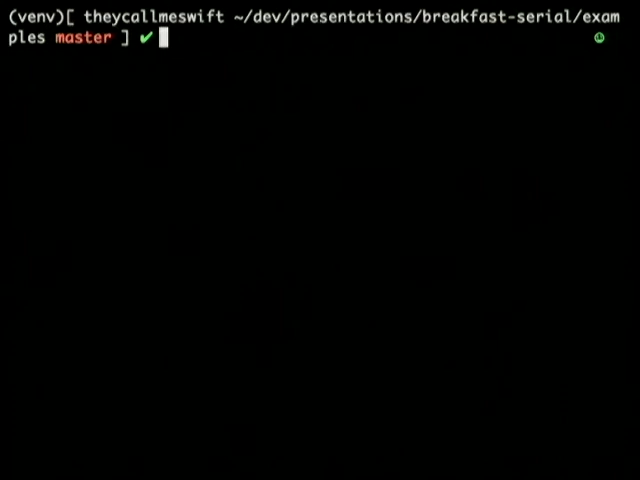 (venv)[ theycallmeswift ~/dev/presentations/breakfast-serial/exam
ples master ] ✔